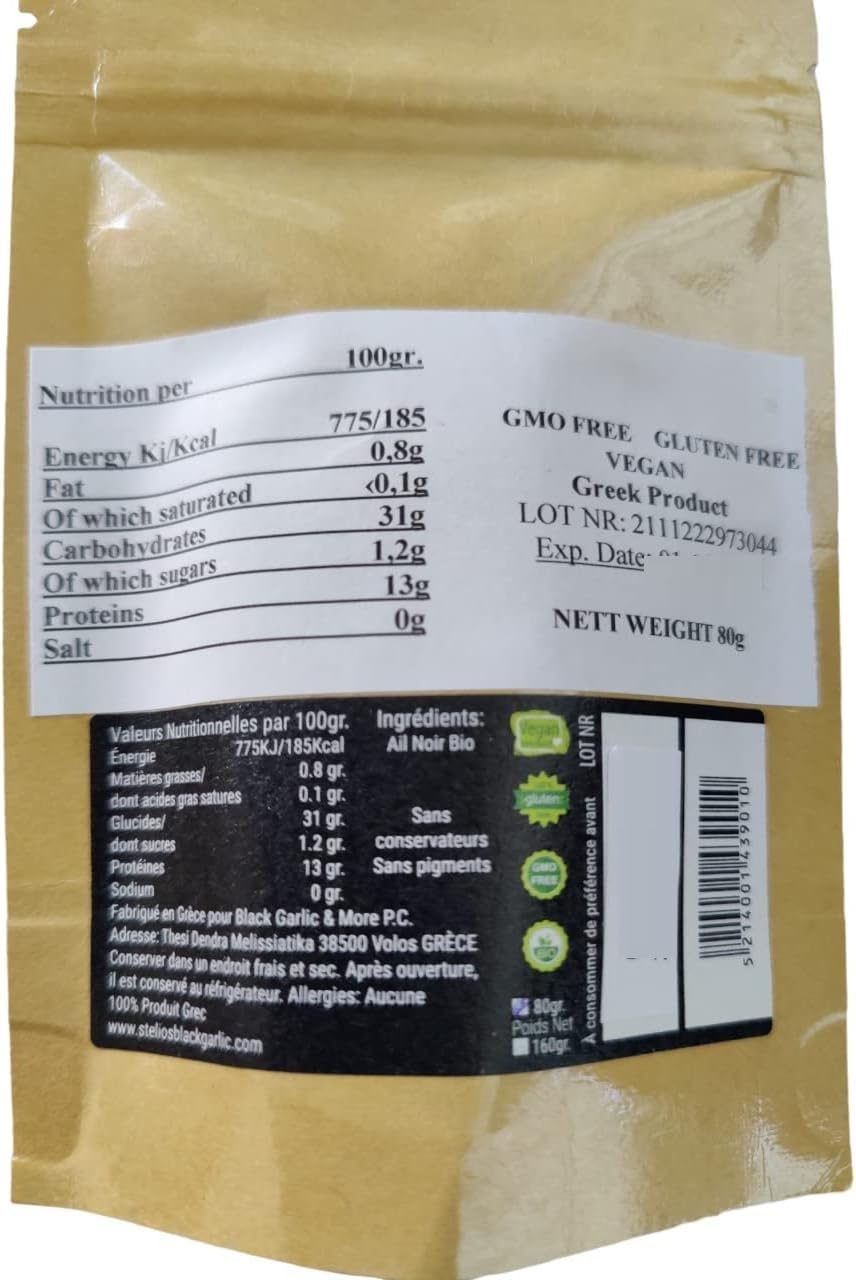 Nutrition per 100gr.
Energy Kj/Kcal 775/185
Fat 0,8g
Of which saturated <0,1g
Carbohydrates 31g
Of which sugars 1,2g
Proteins 13g
Salt 0g
GMO FREE GLUTEN FREE
VEGAN
Greek Product
LOT NR: 2111222973044
Exp. Date:
NETT WEIGHT 80g
Valeurs Nutritionnelles par 100gr.
Énergie 775KJ/185Kcal
Matières grasses/ 0.8 gr.
dont acides gras satures 0.1 gr.
Glucides/ 31 gr.
dont sucres 1.2 gr.
Protéines 13 gr.
Sodium 0 gr.
Ingrédients:
Ail Noir Bio
Sans
conservateurs
Sans pigments
Fabriqué en Grèce pour Black Garlic & More P.C.
Adresse: Thesi Dendra Melissiatika 38500 Volos GRÈCE
Conserver dans un endroit frais et sec. Après ouverture,
il est conservé au réfrigérateur. Allergies: Aucune
100% Produit Grec
www.steliosblackgarlic.com
Vegan
gluten
GMO
FREE
BIO
80gr.
Poids Net
160gr.
À consommer de préférence avant
LOT NR
5 214001 439010